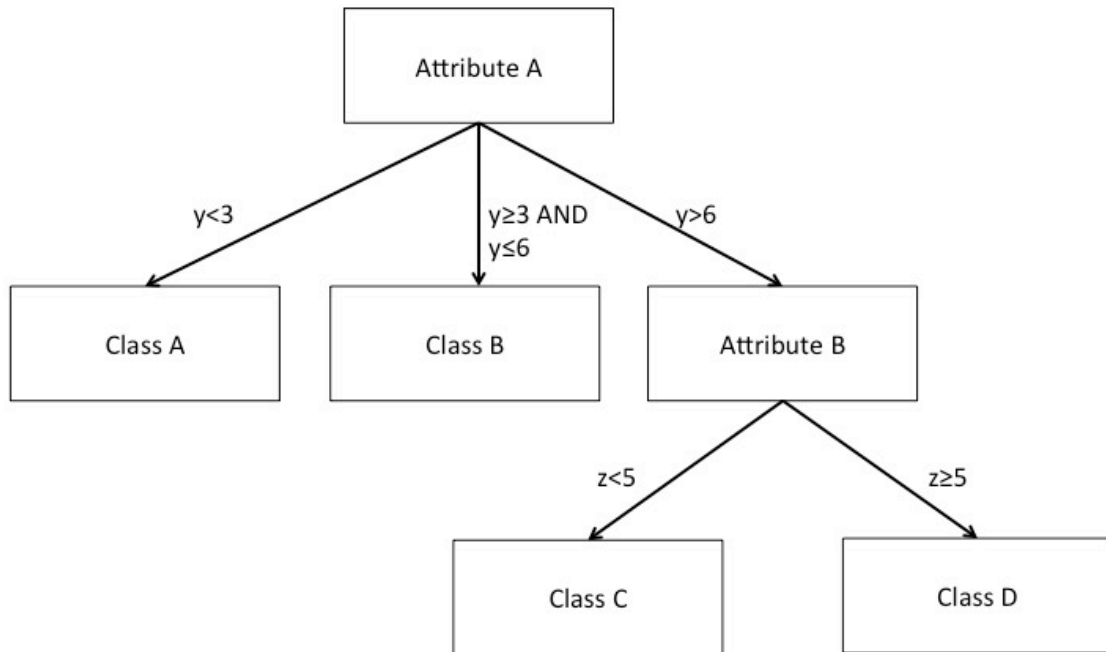 Attribute A
y<3
y≥3 AND
y≤6
y>6
Class A
Class B
Attribute B
z<5
z≥5
Class C
Class D